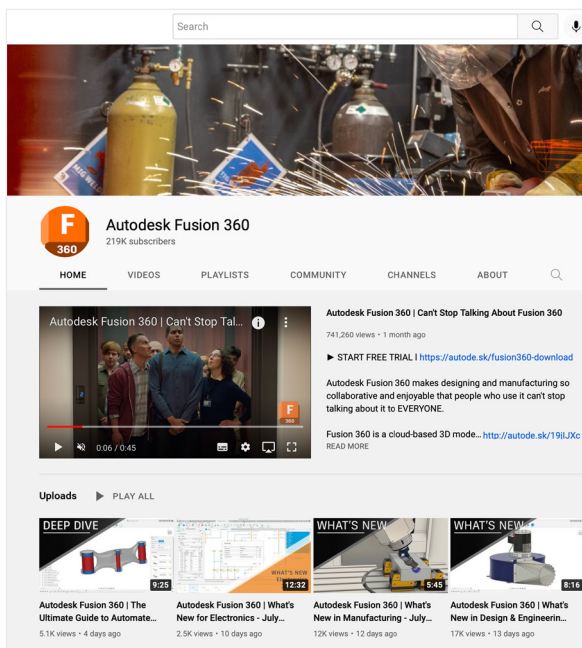 Search
MIG WELD
F
360
Autodesk Fusion 360
219K subscribers
HOME VIDEOS PLAYLISTS COMMUNITY CHANNELS ABOUT
Autodesk Fusion 360 | Can't Stop Tal...
F
360
0:06 / 0:45
Autodesk Fusion 360 | Can't Stop Talking About Fusion 360
741,260 views • 1 month ago
► START FREE TRIAL l https://autode.sk/fusion360-download
Autodesk Fusion 360 makes designing and manufacturing so
collaborative and enjoyable that people who use it can't stop
talking about it to EVERYONE.
Fusion 360 is a cloud-based 3D mode... http://autode.sk/19jIJXc
READ MORE
Uploads ► PLAY ALL
DEEP DIVE
9:25
Autodesk Fusion 360 | The
Ultimate Guide to Automate...
5.1K views • 4 days ago
WHAT'S NEW
12:32
Autodesk Fusion 360 | What's
New for Electronics - July...
2.5K views • 10 days ago
WHAT'S NEW
5:45
Autodesk Fusion 360 | What's
New in Manufacturing - July...
12K views • 12 days ago
WHAT'S NEW
8:16
Autodesk Fusion 360 | What's
New in Design & Engineerin...
17K views • 13 days ago